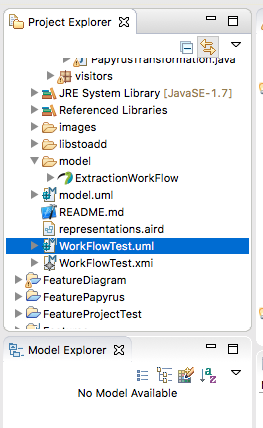 Project Explorer
PapyrusTransformation.java
visitors
JRE System Library [JavaSE-1.7]
Referenced Libraries
images
libstoadd
model
ExtractionWorkFlow
model.uml
README.md
representations.aird
WorkFlowTest.uml
WorkFlowTest.xmi
FeatureDiagram
FeaturePapyrus
FeatureProjectTest
Model Explorer
No Model Available